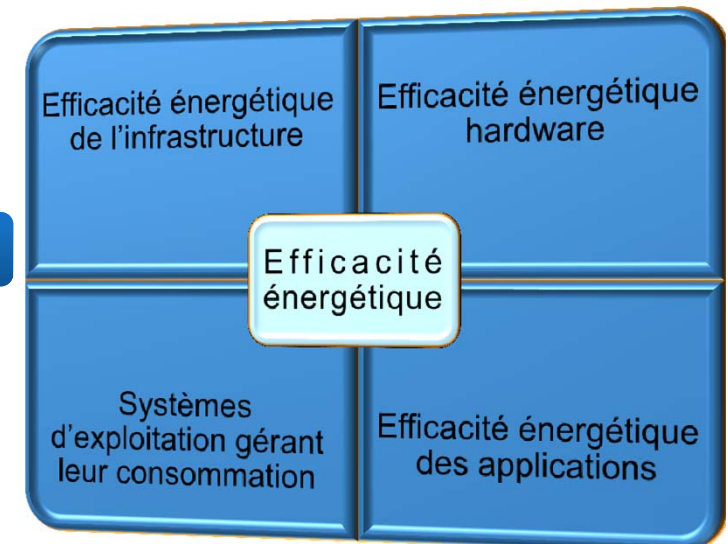 Efficacité énergétique
de l'infrastructure
Efficacité énergétique
hardware
Efficacité
énergétique
Systèmes
d'exploitation gérant
leur consommation
Efficacité énergétique
des applications